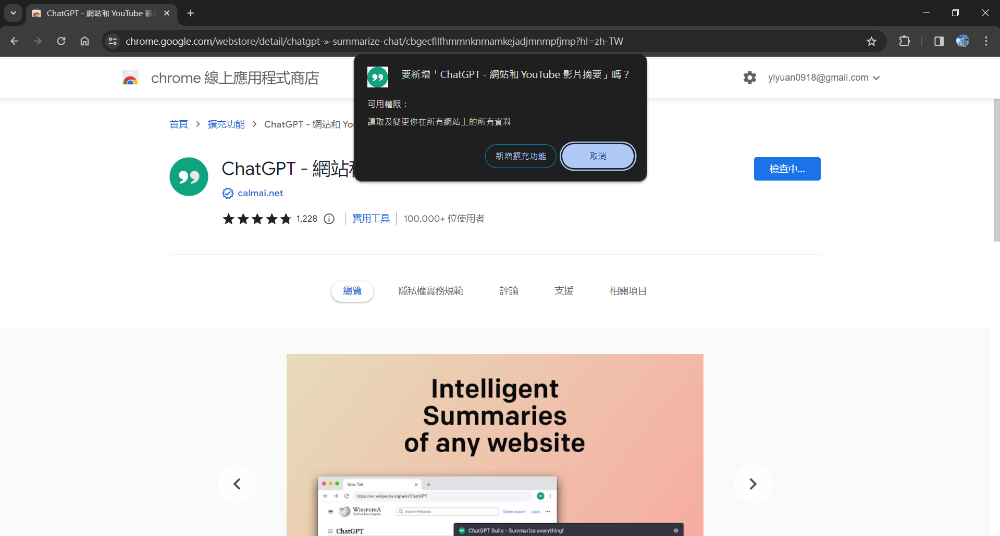 ChatGPT - 網站和 YouTube 影
chrome.google.com/webstore/detail/chatgpt-»-summarize-chat/cbgecfllfhmmnknmamkejadjmnmpfjmp?hl=zh-TW
chrome 線上應用程式商店
yiyuan0918@gmail.com
要新增「ChatGPT - 網站和 YouTube 影片摘要」嗎？
可用權限：
讀取及變更你在所有網站上的所有資料
新增擴充功能
取消
首頁 > 擴充功能 > ChatGPT - 網站和 You
ChatGPT - 網站和
檢查中...
calmai.net
1,228
實用工具
100,000+ 位使用者
總覽
隱私權實務規範
評論
支援
相關項目
Intelligent
Summaries
of any website
New Tab
https://en.wikipedia.org/wiki/ChatGPT
WIKIPEDIA
The Free Encyclopedia
Search Wikipedia
Create account
Log in
ChatGPT
ChatGPT Suite - Summarize everything!